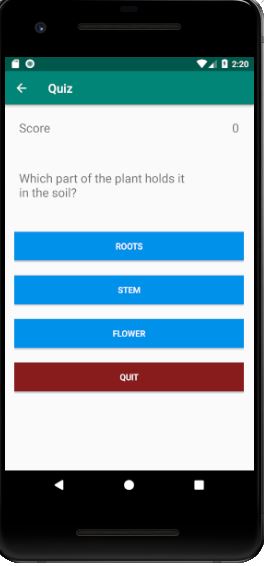 2:20
Quiz
Score 0
Which part of the plant holds it
in the soil?
ROOTS
STEM
FLOWER
QUIT